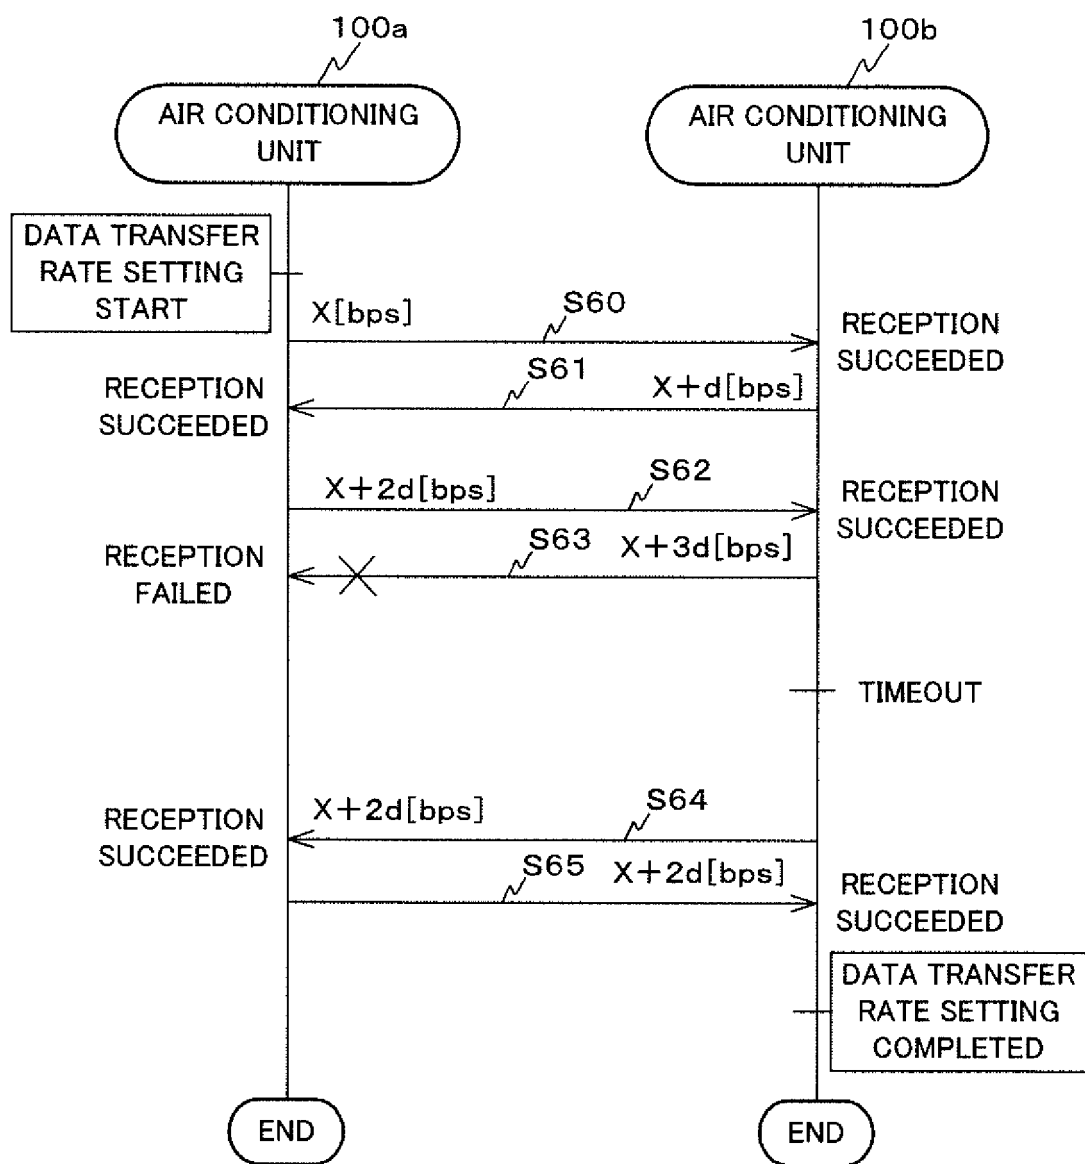 100a
100b
AIR CONDITIONING
UNIT
AIR CONDITIONING
UNIT
DATA TRANSFER
RATE SETTING
START
X[bps]
S60
RECEPTION
SUCCEEDED
RECEPTION
SUCCEEDED
S61
X+d[bps]
X+2d[bps]
S62
RECEPTION
SUCCEEDED
RECEPTION
FAILED
S63
X+3d[bps]
TIMEOUT
RECEPTION
SUCCEEDED
X+2d[bps]
S64
S65
X+2d[bps]
RECEPTION
SUCCEEDED
DATA TRANSFER
RATE SETTING
COMPLETED
END
END